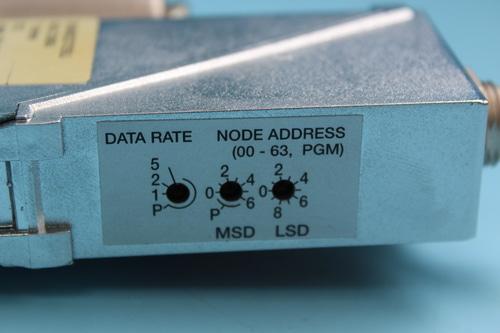 DATA RATE NODE ADDRESS
(00 - 63, PGM)
5
2
1
P
2
4
0
6
P
MSD
2
4
0
6
8
LSD